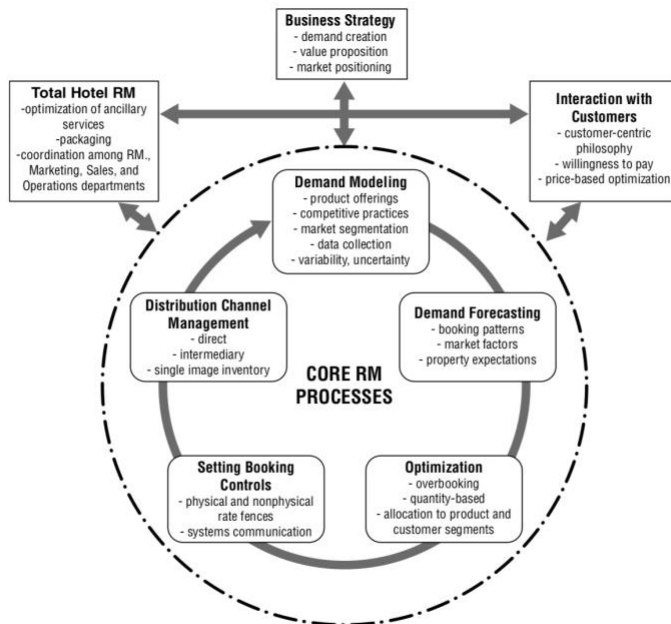 Business Strategy
- demand creation
- value proposition
- market positioning
Total Hotel RM
-optimization of ancillary
services
-packaging
-coordination among RM.,
Marketing, Sales, and
Operations departments
Interaction with
Customers
- customer-centric
philosophy
- willingness to pay
- price-based optimization
Demand Modeling
- product offerings
- competitive practices
- market segmentation
- data collection
- variability, uncertainty
Distribution Channel
Management
- direct
- intermediary
- single image inventory
Demand Forecasting
- booking patterns
- market factors
- property expectations
CORE RM
PROCESSES
Setting Booking
Controls
- physical and nonphysical
rate fences
- systems communication
Optimization
- overbooking
- quantity-based
- allocation to product and
customer segments